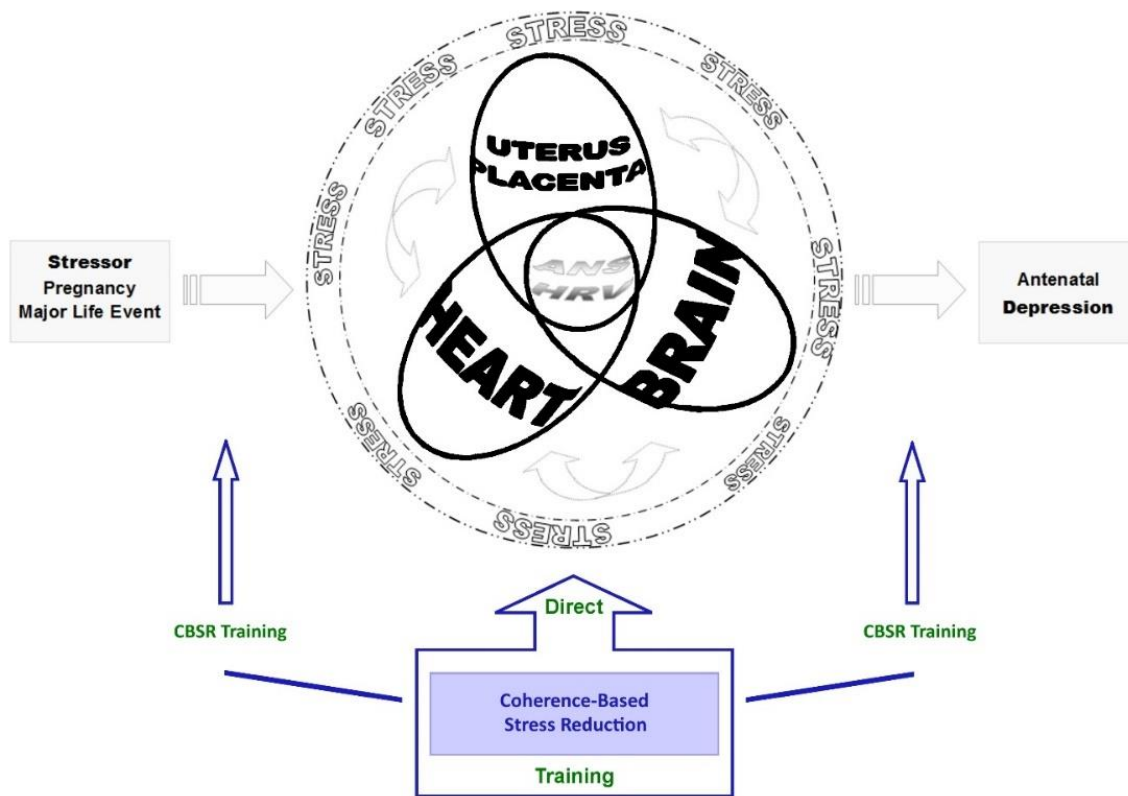 STRESS
STRESS
STRESS
STRESS
STRESS
STRESS
STRESS
STRESS
UTERUS
PLACENTA
ANS
HRV
HEART
BRAIN
Stressor
Pregnancy
Major Life Event
Antenatal
Depression
CBSR Training
Direct
CBSR Training
Coherence-Based
Stress Reduction
Training